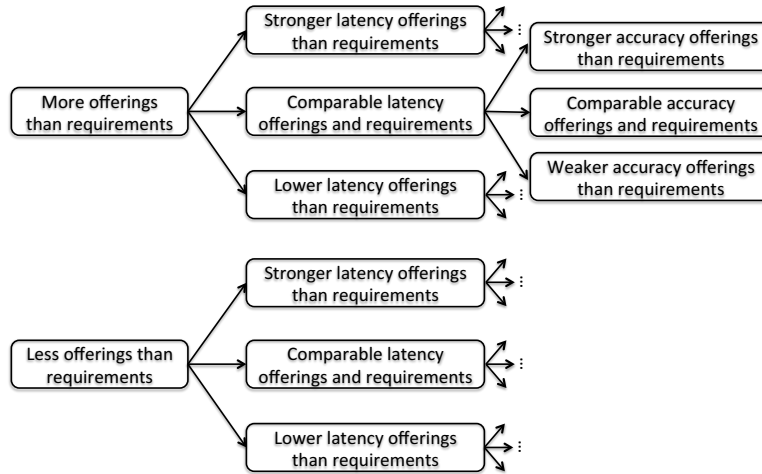 Stronger latency offerings
than requirements
Stronger accuracy offerings
than requirements
More offerings
than requirements
Comparable latency
offerings and requirements
Comparable accuracy
offerings and requirements
Weaker accuracy offerings
than requirements
Lower latency offerings
than requirements
Stronger latency offerings
than requirements
Less offerings than
requirements
Comparable latency
offerings and requirements
Lower latency offerings
than requirements